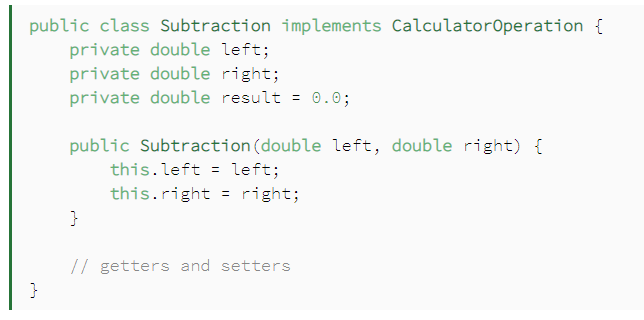 public class Subtraction implements CalculatorOperation {
    private double left;
    private double right;
    private double result = 0.0;

    public Subtraction(double left, double right) {
        this.left = left;
        this.right = right;
    }

    // getters and setters
}